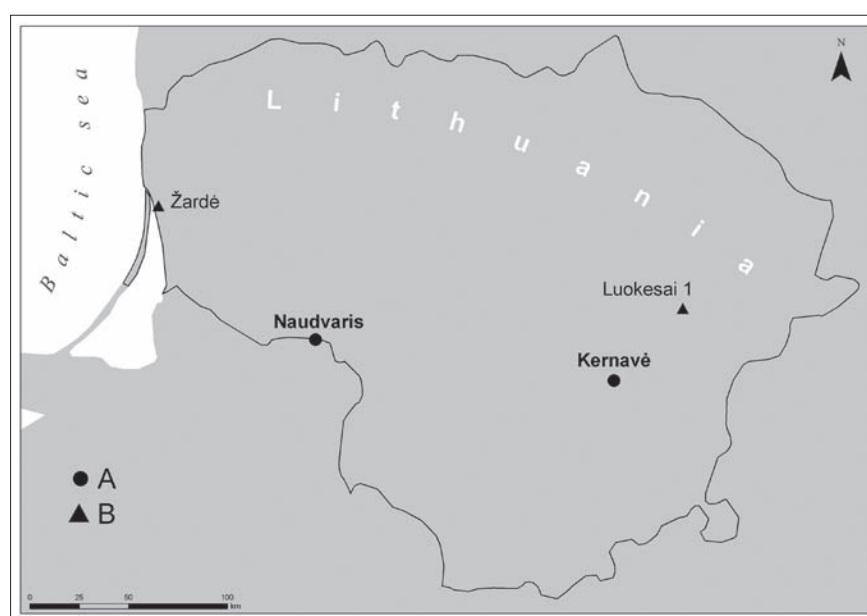 N
Lithuania
Baltic sea
Žardė
Luokesai 1
Naudvaris
Kernavė
A
B
0 25 50 100
km